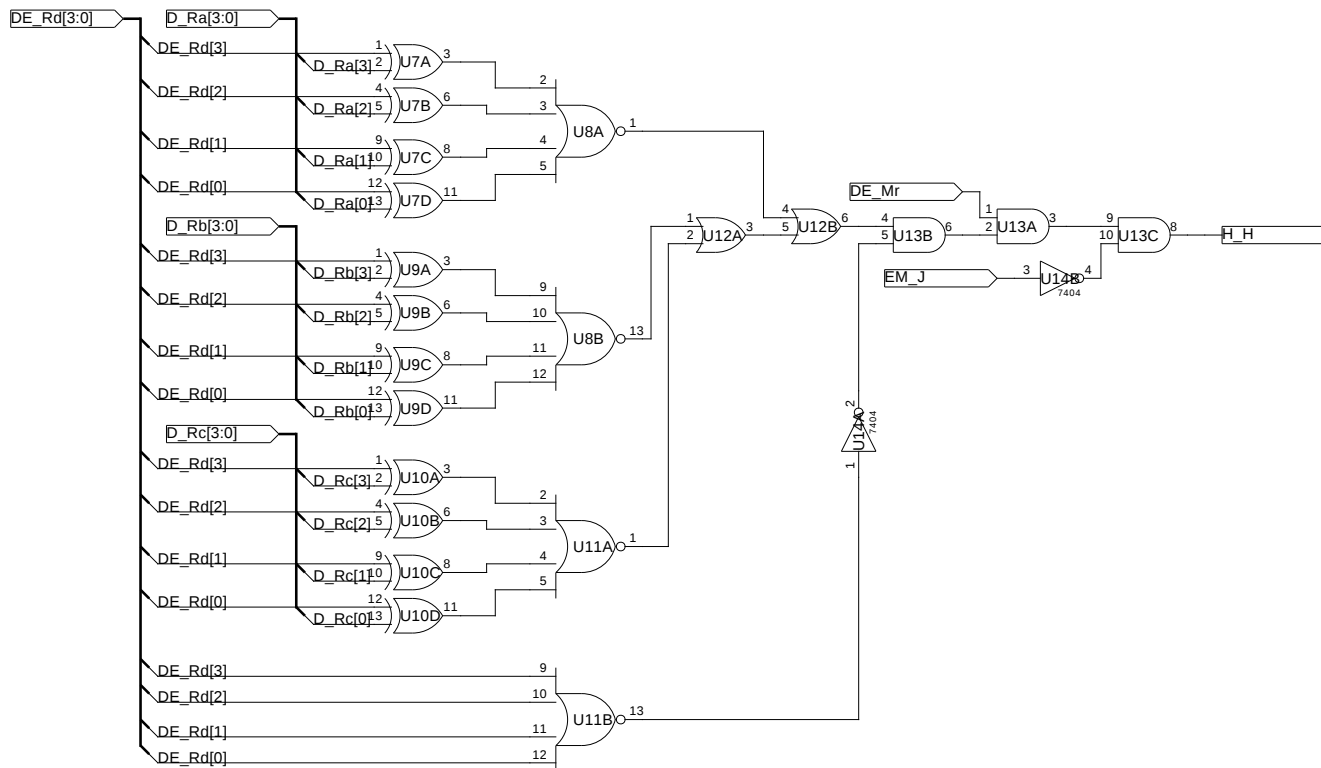 DE_Rd[3:0]
D_Ra[3:0]
DE_Rd[3] 1 U7A 3
D_Ra[3] 2
2
DE_Rd[2] 4 U7B 6
D_Ra[2] 5
3
U8A 1
DE_Rd[1] 9 U7C 8
D_Ra[1] 10
4
DE_Rd[0] 12 U7D 11
D_Ra[0] 13
5
D_Rb[3:0]
DE_Rd[3] 1 U9A 3
D_Rb[3] 2
9
DE_Rd[2] 4 U9B 6
D_Rb[2] 5
10
U8B 13
DE_Rd[1] 9 U9C 8
D_Rb[1] 10
11
DE_Rd[0] 12 U9D 11
D_Rb[0] 13
12
D_Rc[3:0]
DE_Rd[3] 1 U10A 3
D_Rc[3] 2
2
DE_Rd[2] 4 U10B 6
D_Rc[2] 5
3
U11A 1
DE_Rd[1] 9 U10C 8
D_Rc[1] 10
4
DE_Rd[0] 12 U10D 11
D_Rc[0] 13
5
DE_Rd[3] 9
DE_Rd[2] 10
U11B 13
DE_Rd[1] 11
DE_Rd[0] 12
1 U12A 3
2
4 U12B 6
5
4 U13B 6
5
DE_Mr
1 U13A 3
2
EM_J 3 U14B 4
7404
9 U13C 8
10
H_H
2
U14A
7404
1